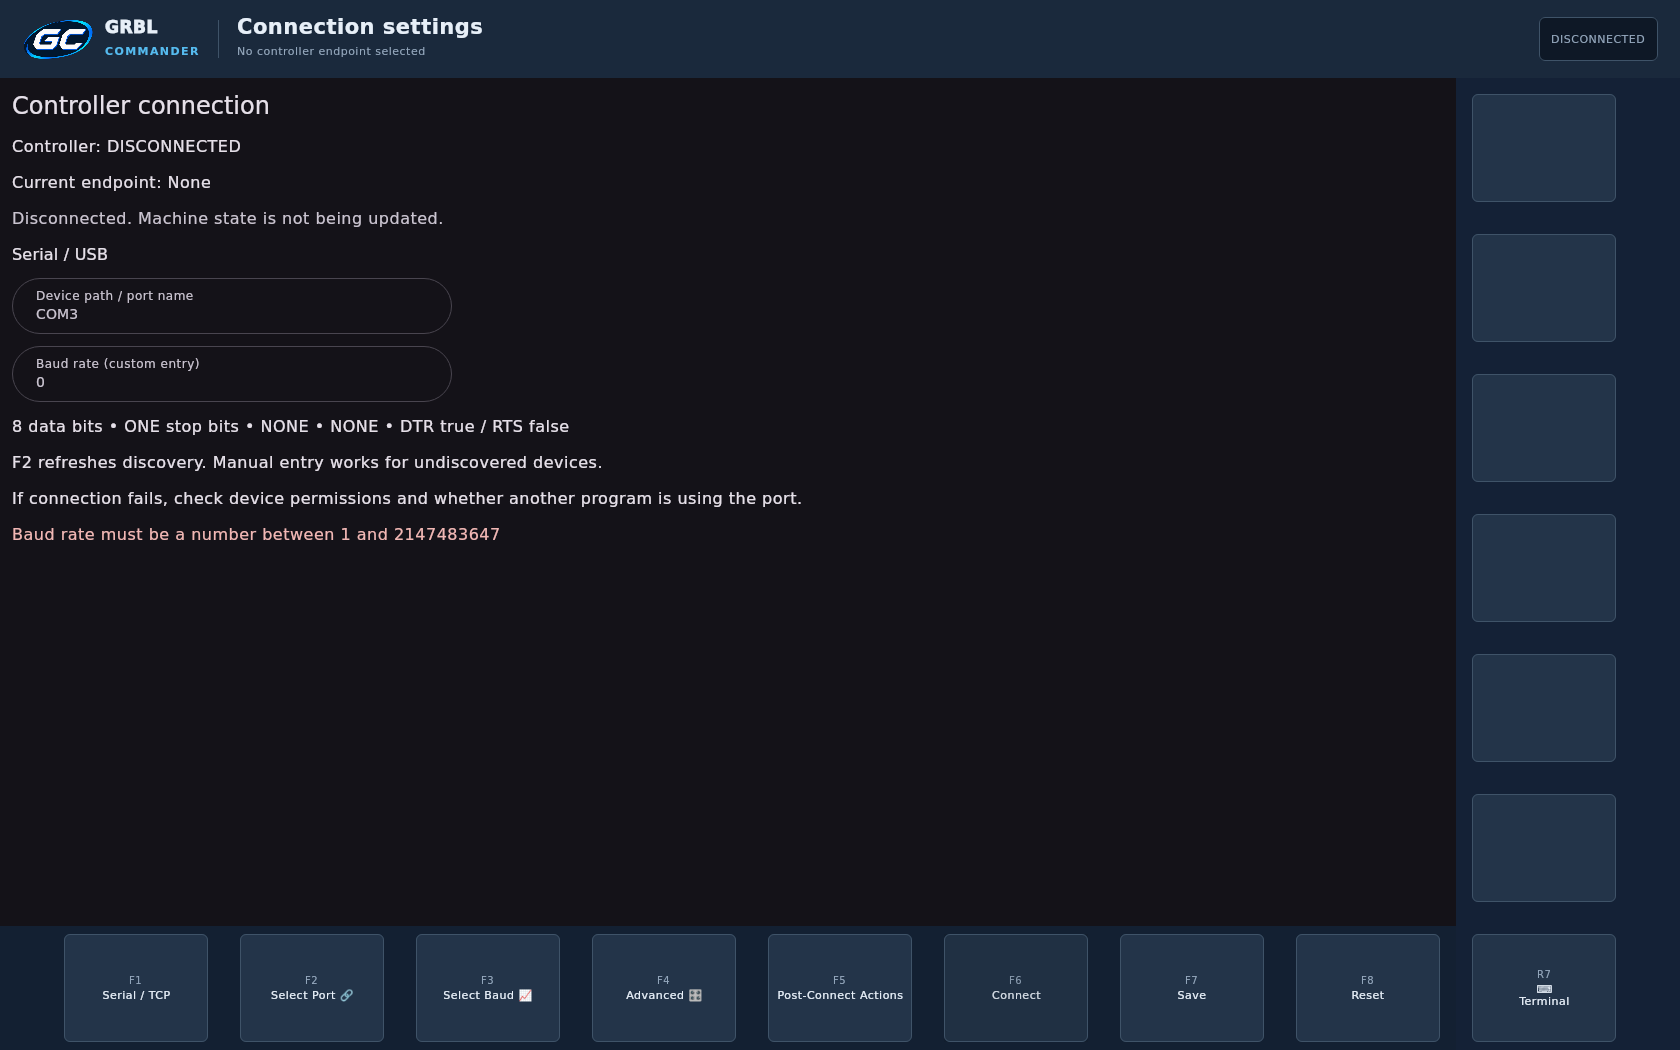 GC
GRBL
COMMANDER
Connection settings
No controller endpoint selected
DISCONNECTED
Controller connection
Controller: DISCONNECTED
Current endpoint: None
Disconnected. Machine state is not being updated.
Serial / USB
Device path / port name
COM3
Baud rate (custom entry)
0
8 data bits • ONE stop bits • NONE • NONE • DTR true / RTS false
F2 refreshes discovery. Manual entry works for undiscovered devices.
If connection fails, check device permissions and whether another program is using the port.
Baud rate must be a number between 1 and 2147483647
F1
Serial / TCP
F2
Select Port 🔗
F3
Select Baud 📈
F4
Advanced 🎛
F5
Post-Connect Actions
F6
Connect
F7
Save
F8
Reset
R7
⌨
Terminal